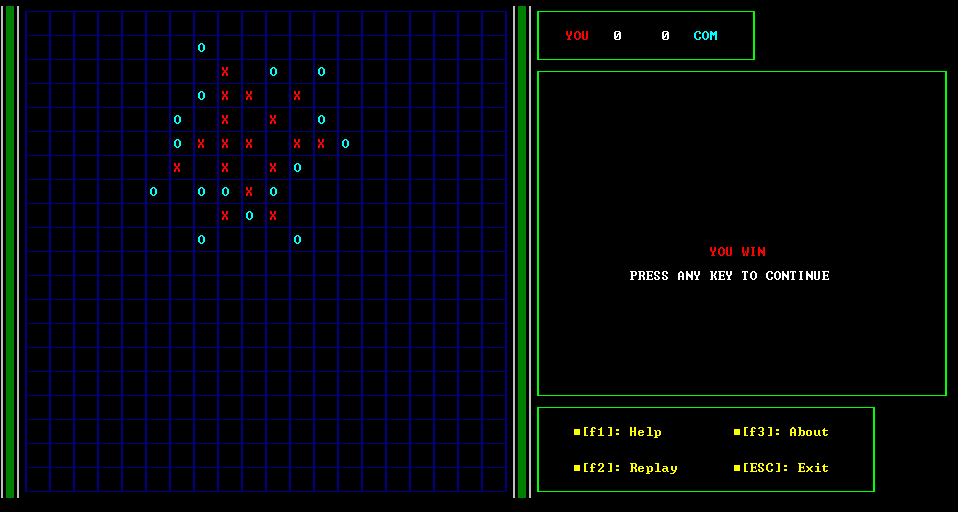 YOU 0 0 COM
O
X O O
O X X X
O X X O
O X X X X X O
X X X O
O O O X O
X O X
O O
YOU WIN
PRESS ANY KEY TO CONTINUE
[f1]: Help [f3]: About
[f2]: Replay [ESC]: Exit